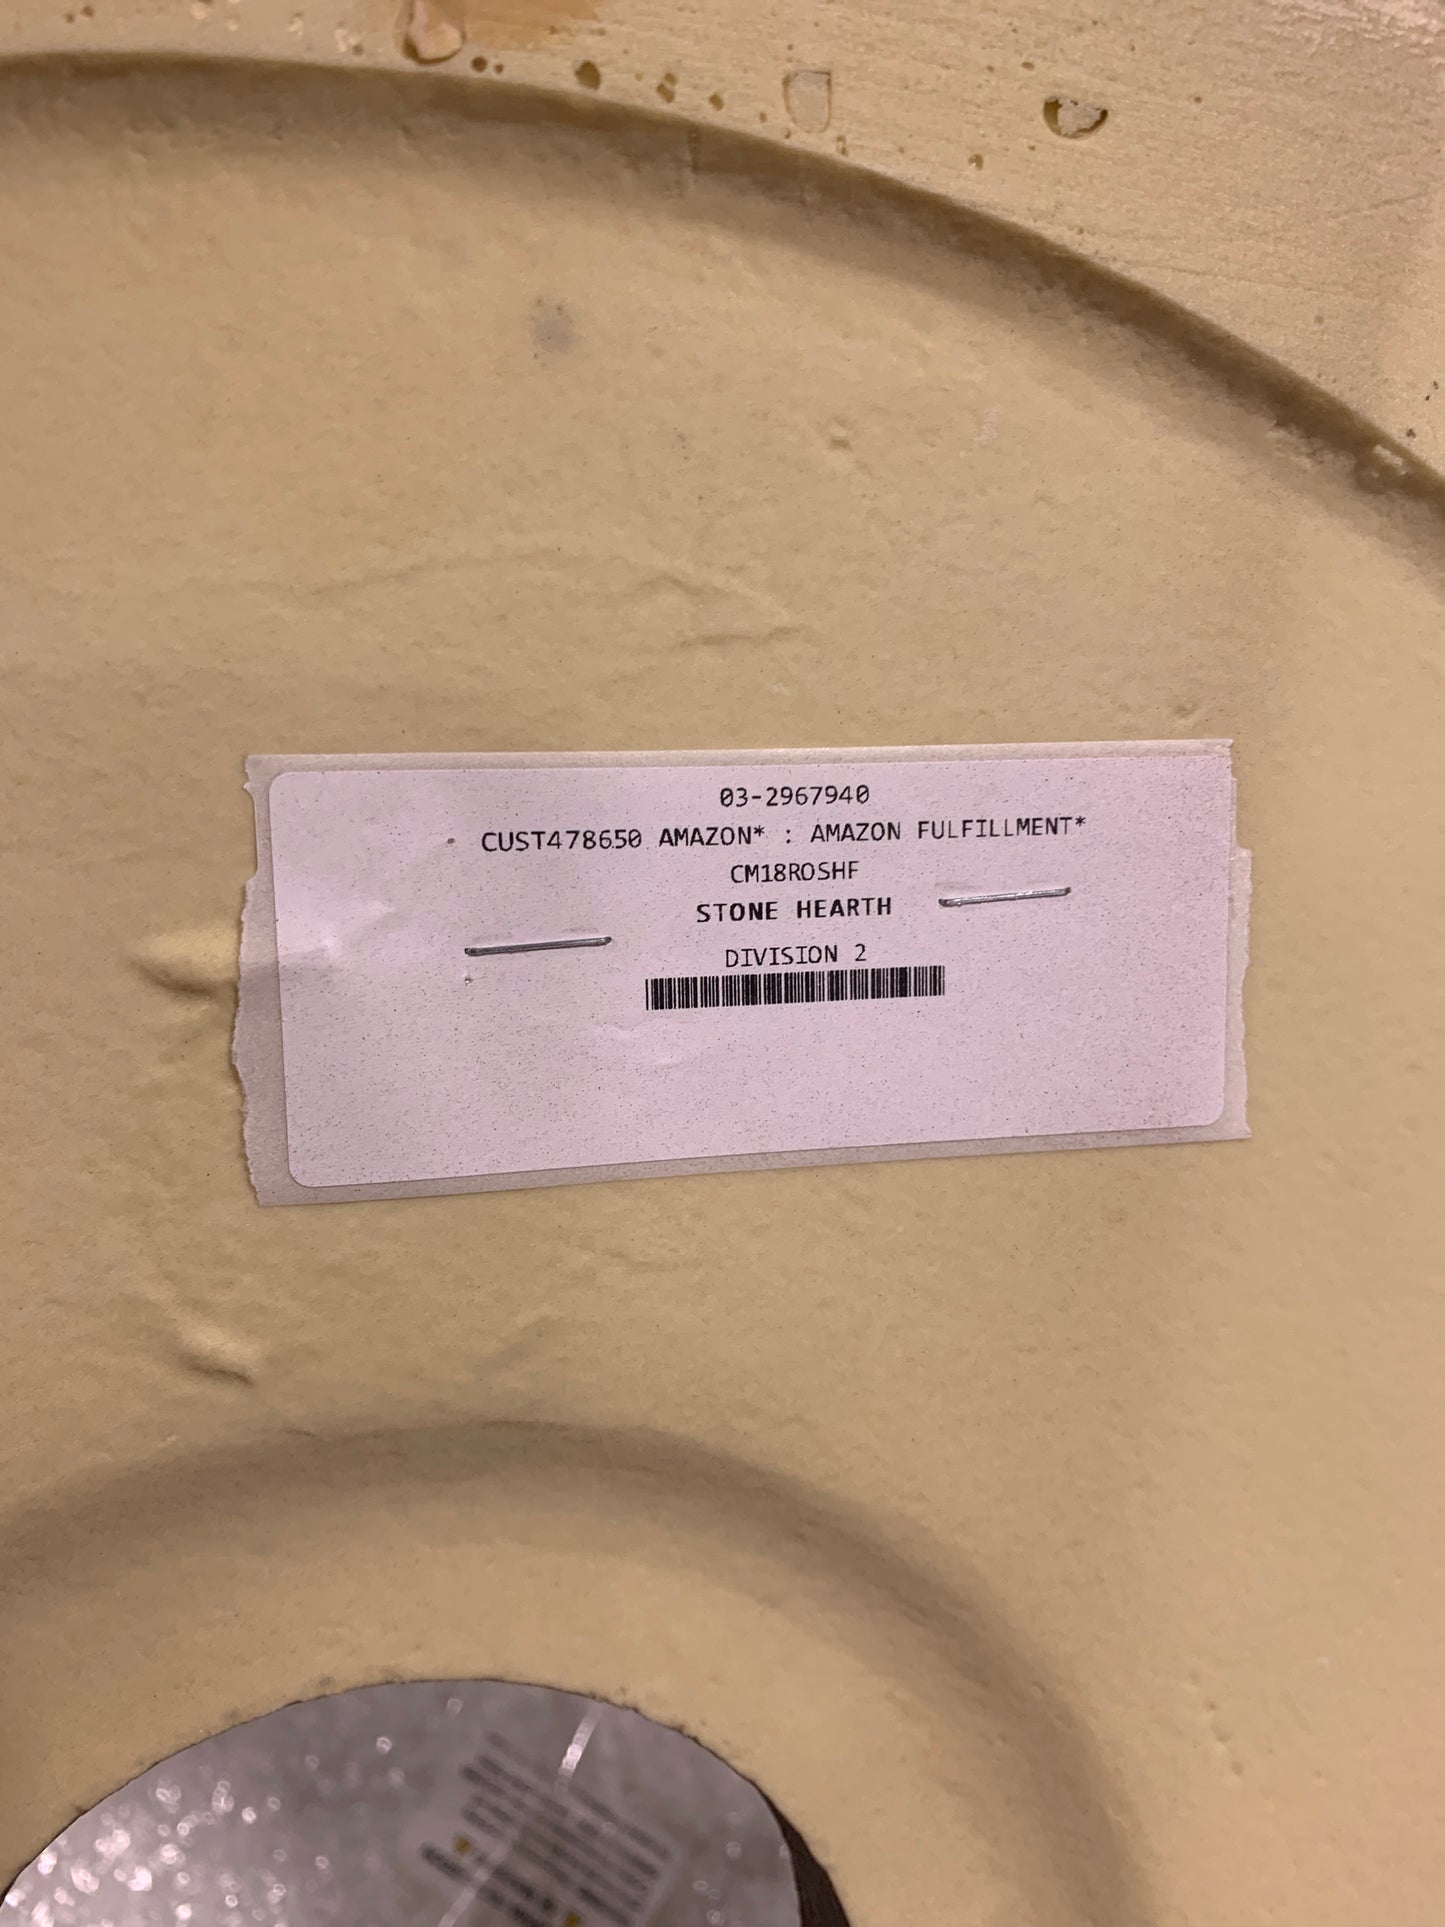 03-2967940
CUST478650 AMAZON* : AMAZON FULFILLMENT*
CM18ROSHF
STONE HEARTH
DIVISION 2